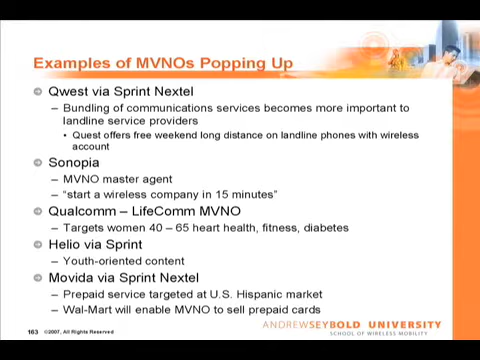 Examples of MVNOs Popping Up
Qwest via Sprint Nextel
– Bundling of communications services becomes more important to
landline service providers
• Quest offers free weekend long distance on landline phones with wireless
account
Sonopia
– MVNO master agent
– “start a wireless company in 15 minutes”
Qualcomm – LifeComm MVNO
– Targets women 40 – 65 heart health, fitness, diabetes
Helio via Sprint
– Youth-oriented content
Movida via Sprint Nextel
– Prepaid service targeted at U.S. Hispanic market
– Wal-Mart will enable MVNO to sell prepaid cards
163 ©2007, All Rights Reserved
ANDREWSEYBOLD UNIVERSITY
SCHOOL OF WIRELESS MOBILITY